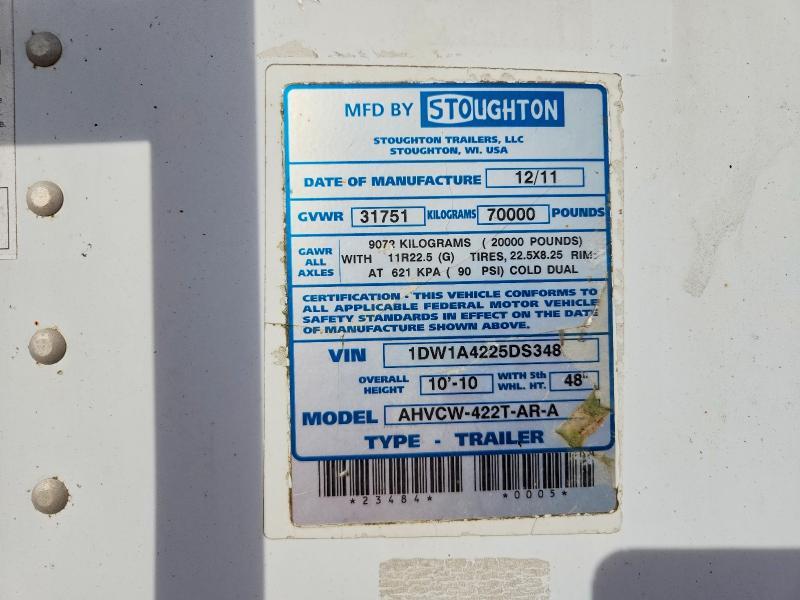 MFD BY STOUGHTON
STOUGHTON TRAILERS, LLC
STOUGHTON, WI. USA
DATE OF MANUFACTURE 12/11
GVWR 31751 KILOGRAMS 70000 POUNDS
GAWR ALL AXLES
9072 KILOGRAMS ( 20000 POUNDS)
WITH 11R22.5 (G) TIRES, 22.5X8.25 RIMS
AT 621 KPA ( 90 PSI) COLD DUAL
CERTIFICATION - THIS VEHICLE CONFORMS TO
ALL APPLICABLE FEDERAL MOTOR VEHICLE
SAFETY STANDARDS IN EFFECT ON THE DATE
OF MANUFACTURE SHOWN ABOVE.
VIN 1DW1A4225DS348
OVERALL HEIGHT 10'-10 WITH 5th WHL. HT. 48"
MODEL AHVCW-422T-AR-A
TYPE - TRAILER
*23484* *0005*